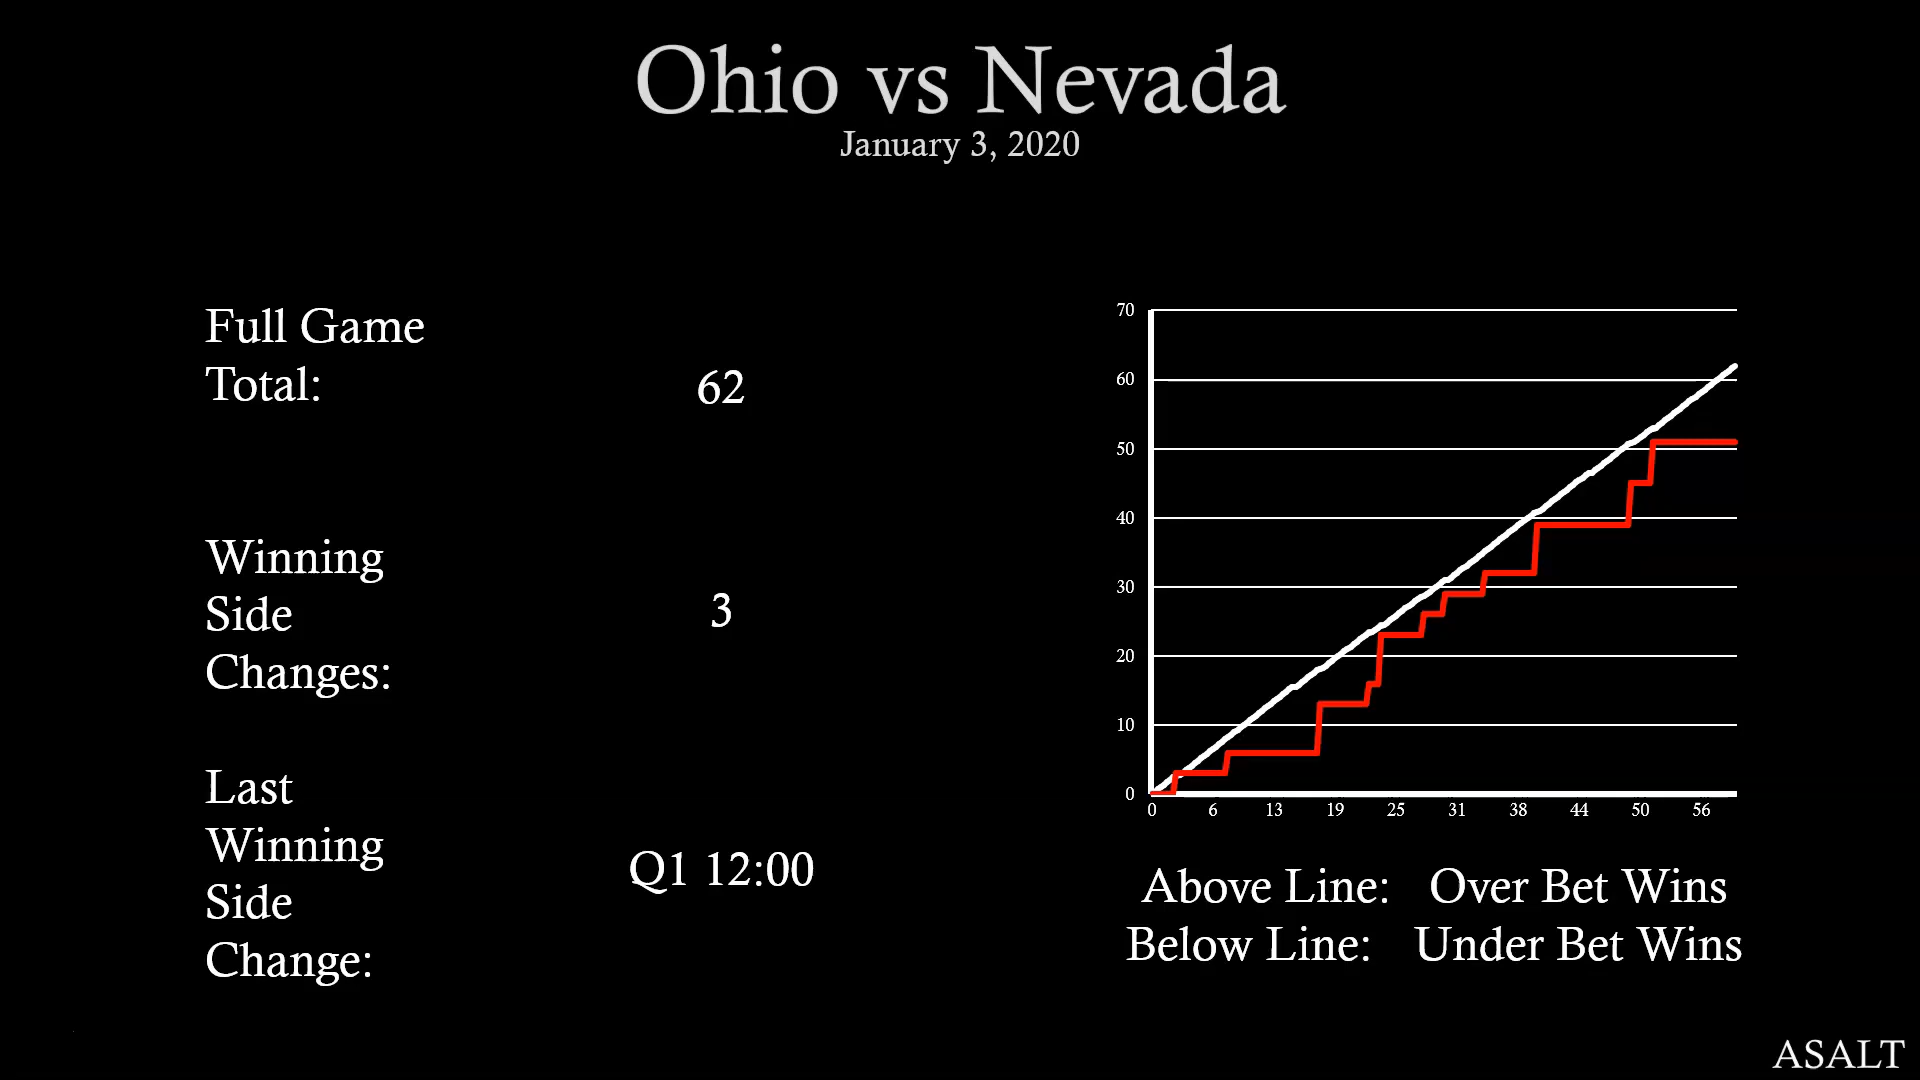 Ohio vs Nevada
January 3, 2020
Full Game
Total:
62
Winning
Side
Changes:
3
Last
Winning
Side
Change:
Q1 12:00
70
60
50
40
30
20
10
0
0 6 13 19 25 31 38 44 50 56
Above Line: Over Bet Wins
Below Line: Under Bet Wins
ASALT